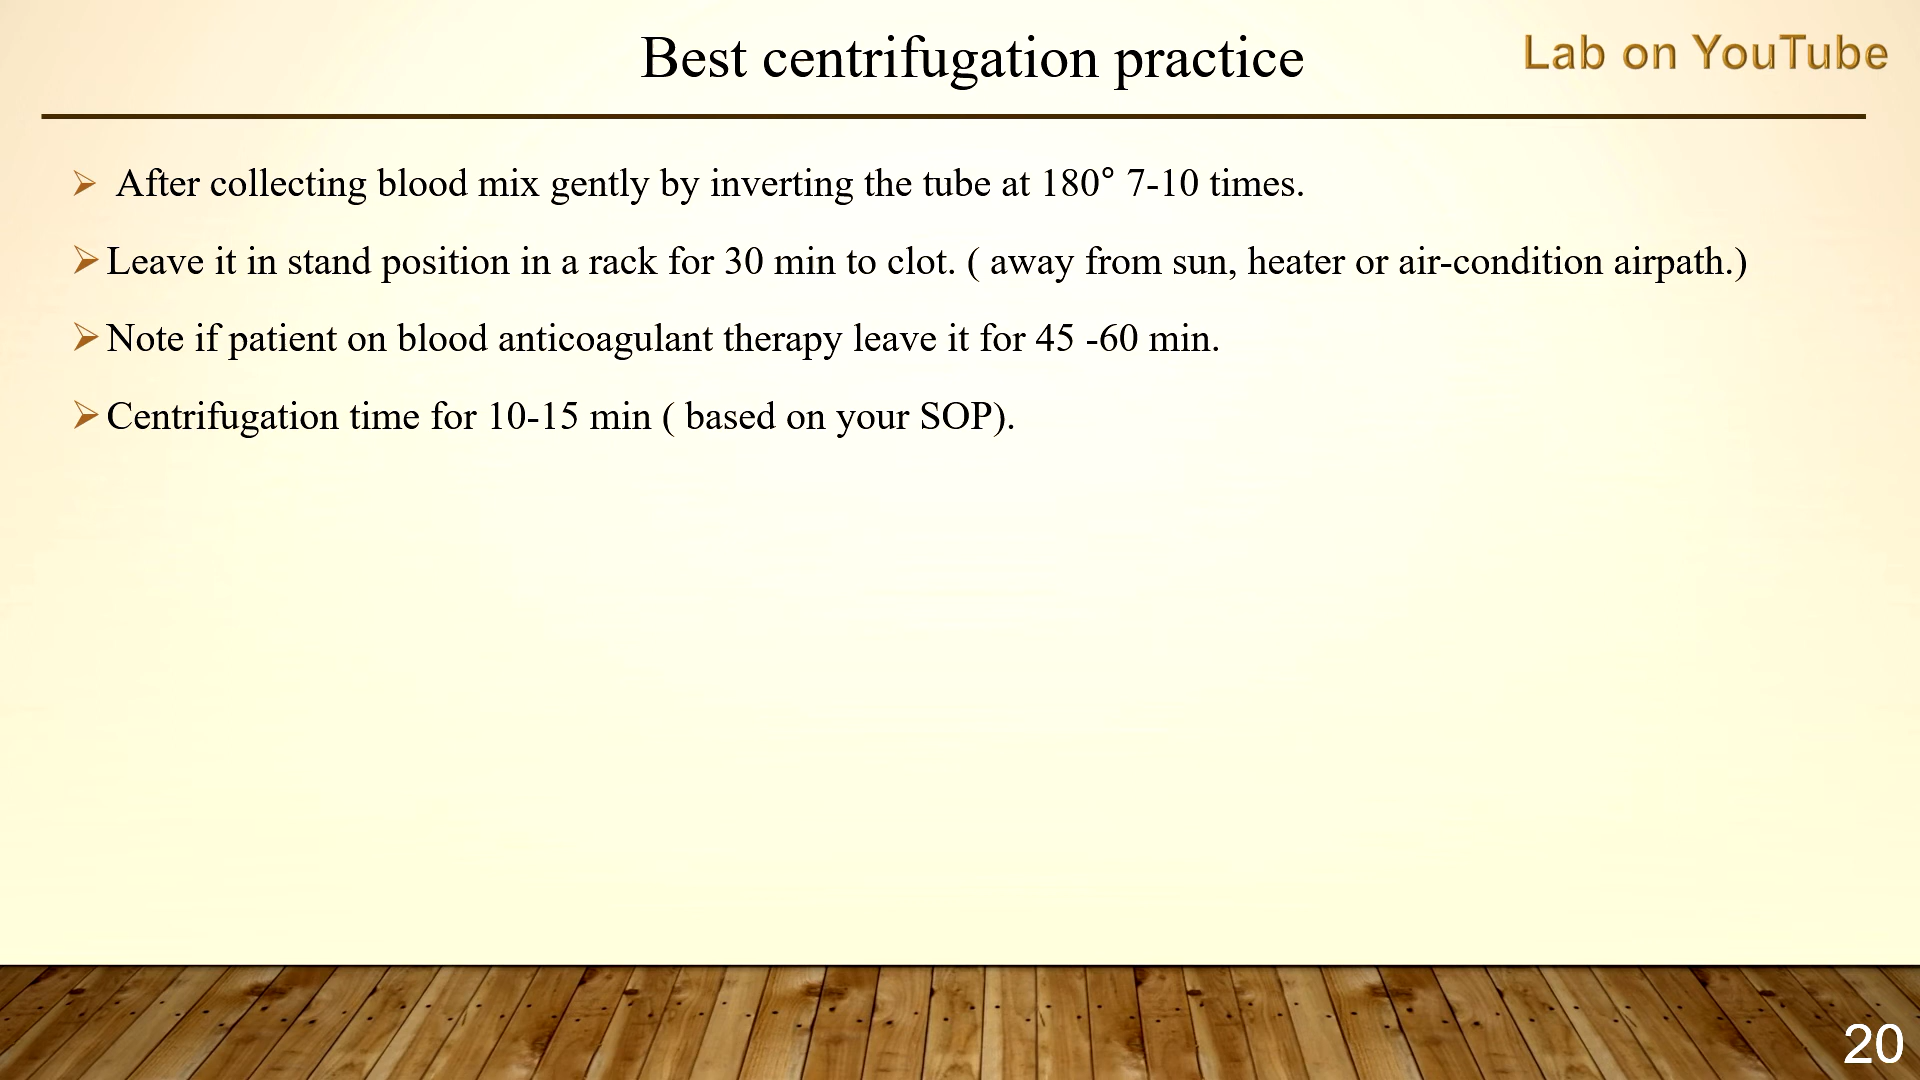 Best centrifugation practice
Lab on YouTube
➢ After collecting blood mix gently by inverting the tube at 180° 7-10 times.
➢ Leave it in stand position in a rack for 30 min to clot. ( away from sun, heater or air-condition airpath.)
➢ Note if patient on blood anticoagulant therapy leave it for 45 -60 min.
➢ Centrifugation time for 10-15 min ( based on your SOP).
20